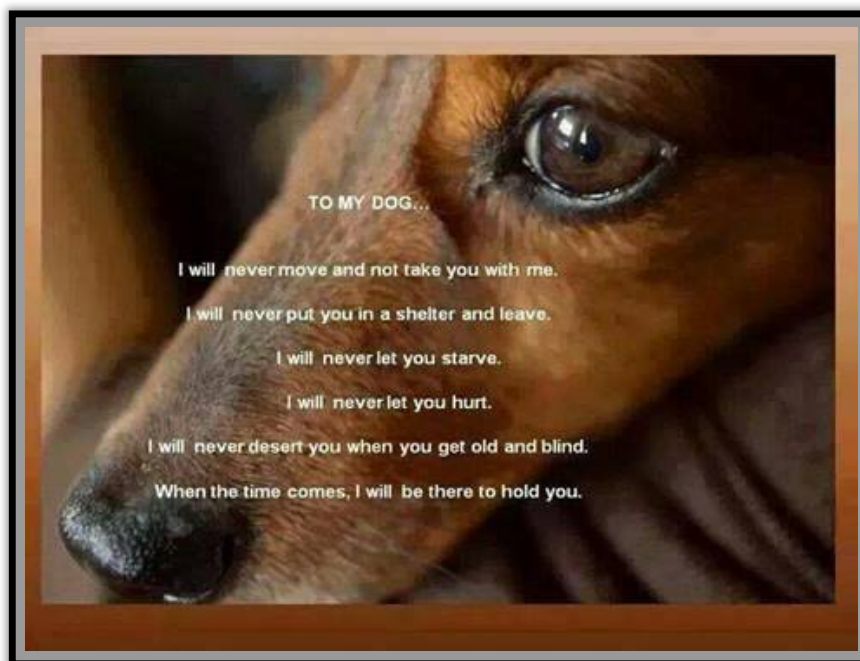 TO MY DOG...
I will never move and not take you with me.
I will never put you in a shelter and leave.
I will never let you starve.
I will never let you hurt.
I will never desert you when you get old and blind.
When the time comes, I will be there to hold you.